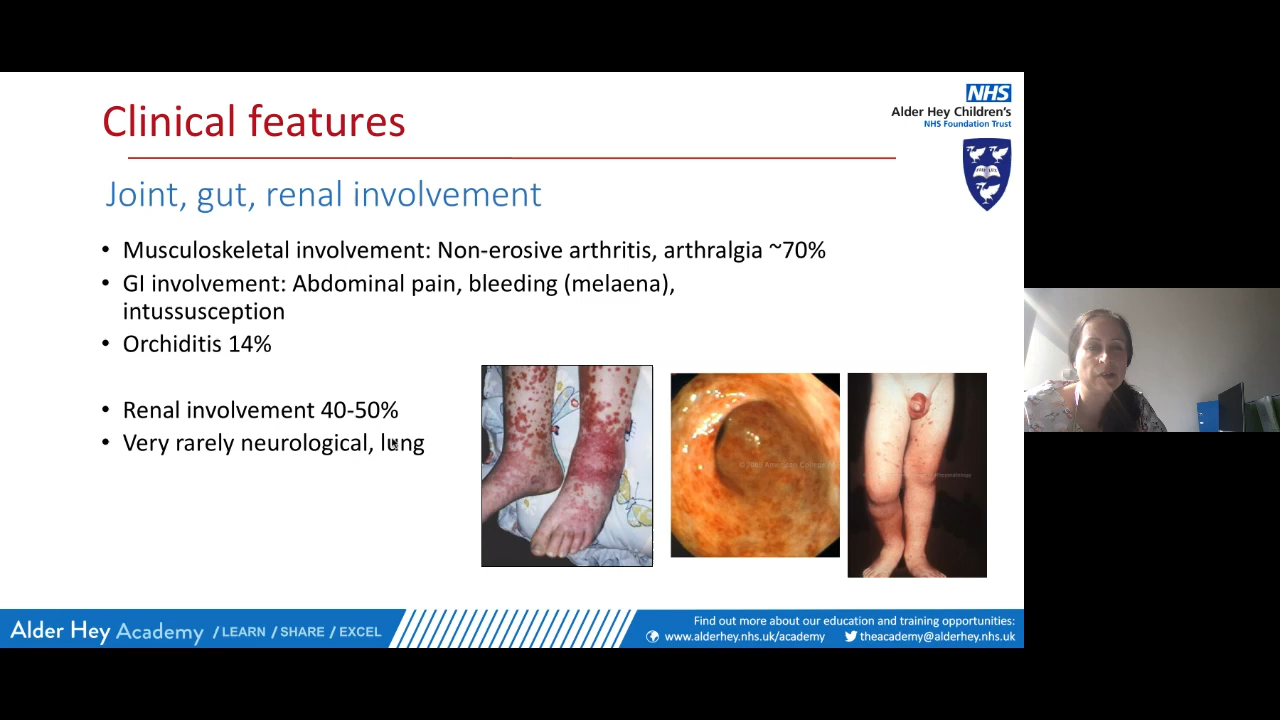 Clinical features
NHS
Alder Hey Children's
NHS Foundation Trust
Joint, gut, renal involvement
• Musculoskeletal involvement: Non-erosive arthritis, arthralgia ~70%
• GI involvement: Abdominal pain, bleeding (melaena),
intussusception
• Orchiditis 14%
• Renal involvement 40-50%
• Very rarely neurological, lung
Alder Hey Academy / LEARN / SHARE / EXCEL
Find out more about our education and training opportunities:
www.alderhey.nhs.uk/academy theacademy@alderhey.nhs.uk